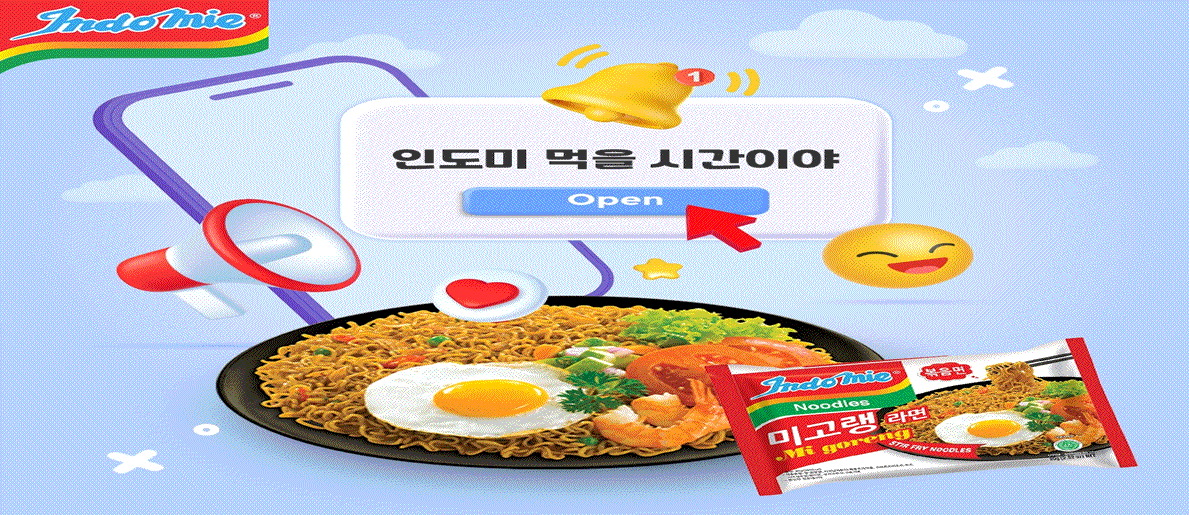 Indomie®
1
인도미 먹을 시간이야
Open
Indomie
볶음면
Noodles
미고랭 라면
Mi goreng
STIR FRY NOODLES